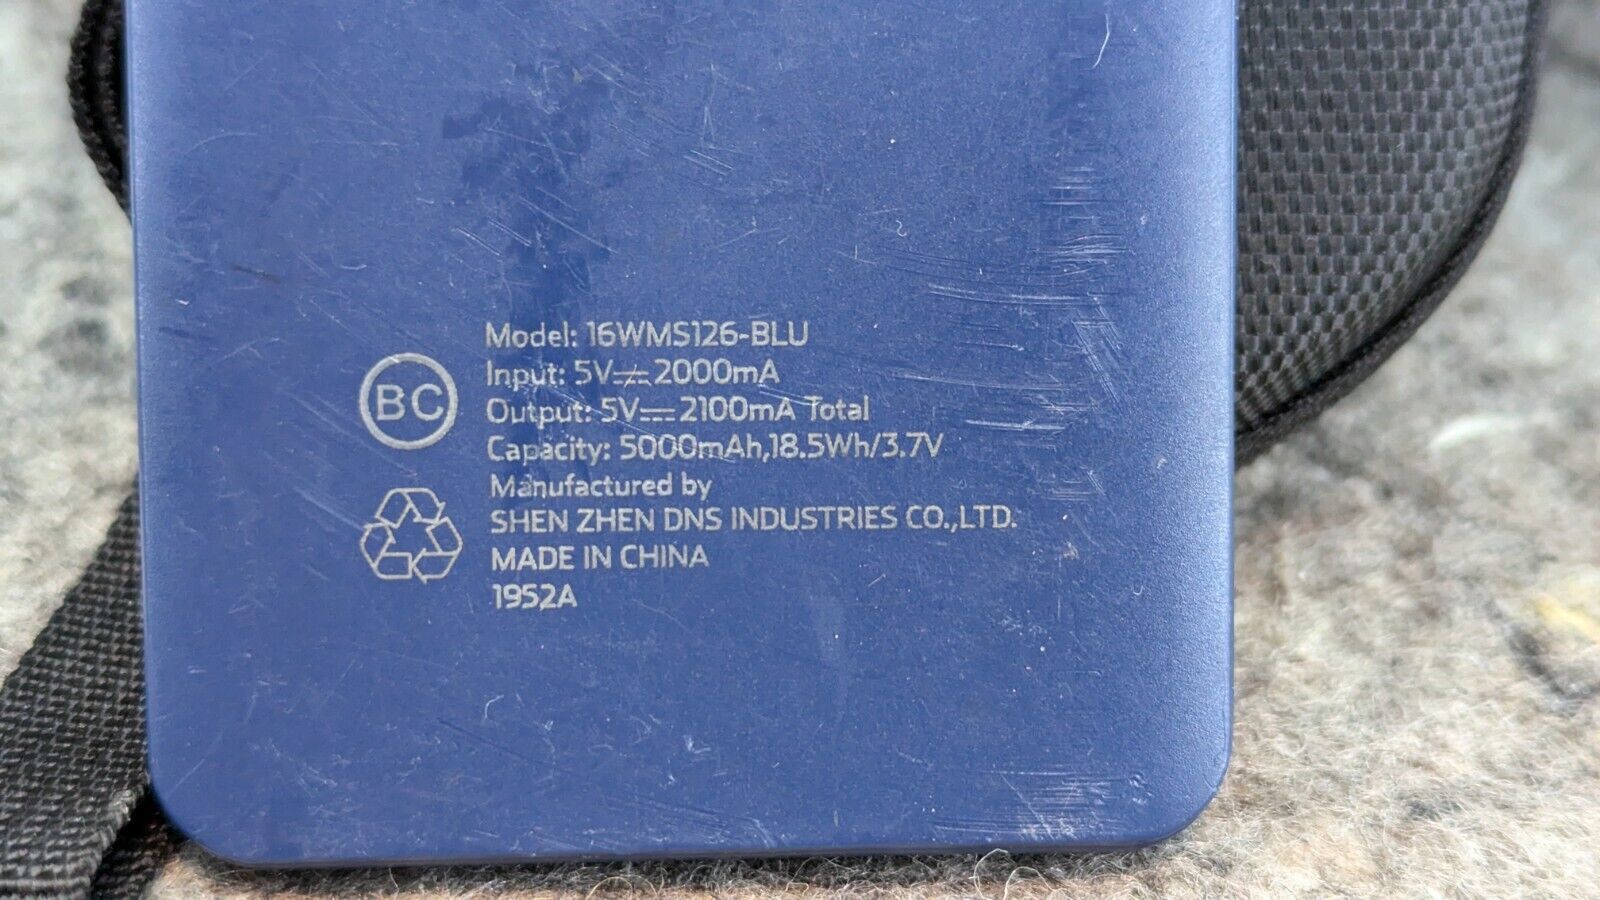 Model: 16WMS126-BLU
Input: 5V⎓2000mA
Output: 5V⎓2100mA Total
Capacity: 5000mAh,18.5Wh/3.7V
Manufactured by
SHEN ZHEN DNS INDUSTRIES CO.,LTD.
MADE IN CHINA
1952A
BC